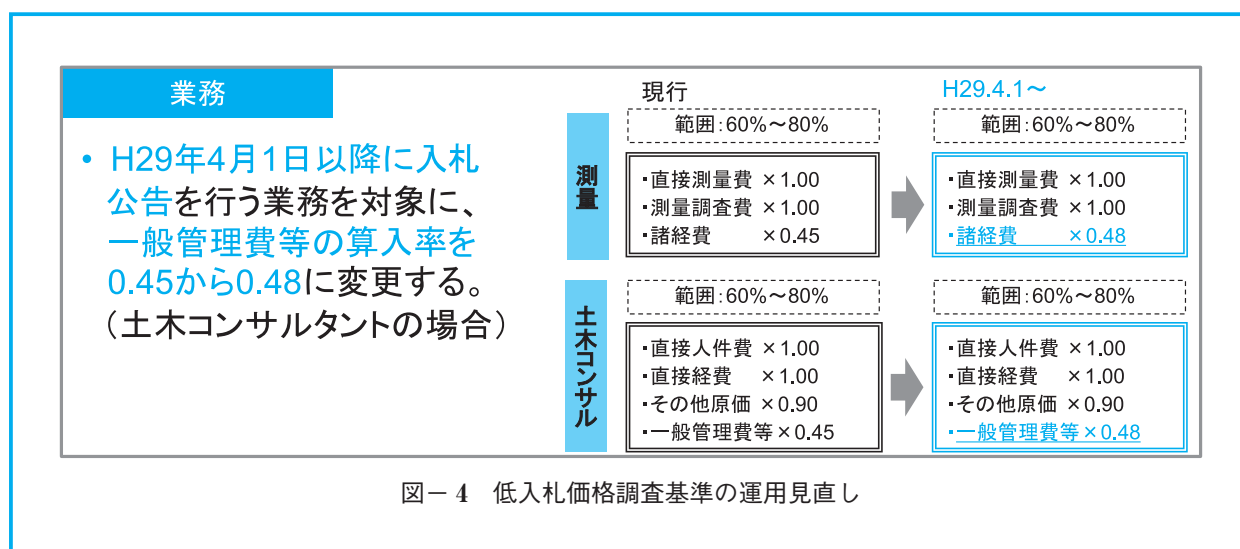 業務
• H29年4月1日以降に入札
公告を行う業務を対象に、
一般管理費等の算入率を
0.45から0.48に変更する。
（土木コンサルタントの場合）
現行
H29.4.1～
測量
範囲：60%～80%
・直接測量費 ×1.00
・測量調査費 ×1.00
・諸経費 ×0.45
範囲：60%～80%
・直接測量費 ×1.00
・測量調査費 ×1.00
・諸経費 ×0.48
土木コンサル
範囲：60%～80%
・直接人件費 ×1.00
・直接経費 ×1.00
・その他原価 ×0.90
・一般管理費等×0.45
範囲：60%～80%
・直接人件費 ×1.00
・直接経費 ×1.00
・その他原価 ×0.90
・一般管理費等×0.48
図－4 低入札価格調査基準の運用見直し